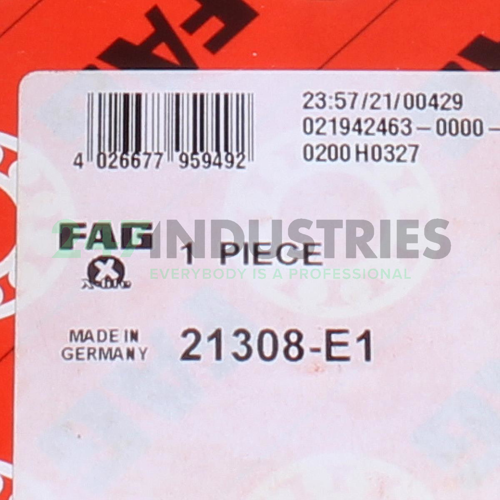 FAG
23:57/21/00429
021942463-0000-
0200H0327
4 026677 959492
INDUSTRIES
FAG
1 PIECE
EVERYBODY IS A PROFESSIONAL
MADE IN
GERMANY
21308-E1